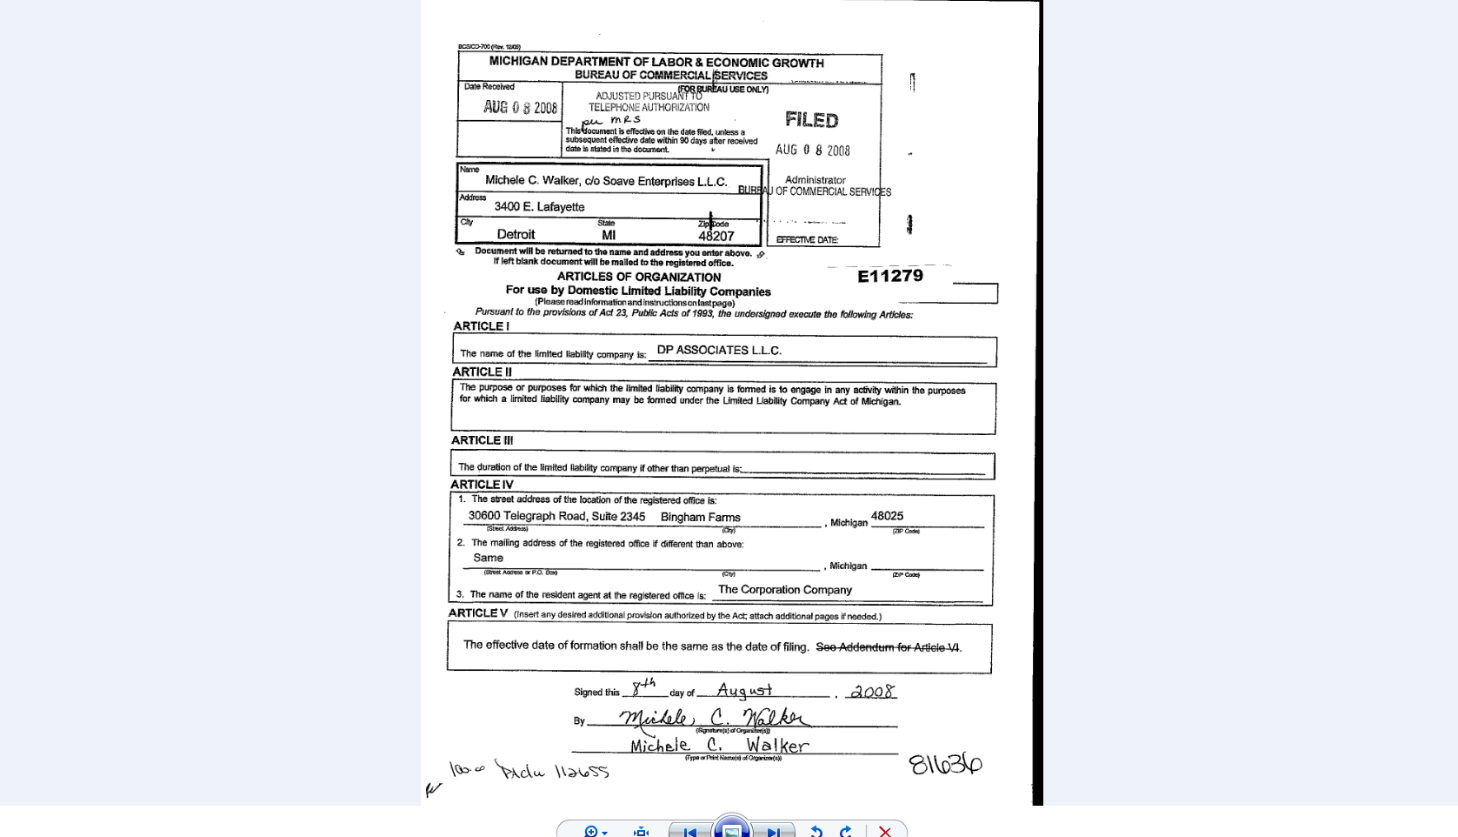 BCS/CD-700 (Rev. 12/05)
MICHIGAN DEPARTMENT OF LABOR & ECONOMIC GROWTH
BUREAU OF COMMERCIAL SERVICES
Date Received
(FOR BUREAU USE ONLY)
AUG 0 8 2008
ADJUSTED PURSUANT TO
TELEPHONE AUTHORIZATION
per MRS
This document is effective on the date filed, unless a
subsequent effective date within 90 days after received
date is stated in the document.
FILED
AUG 0 8 2008
Administrator
BUREAU OF COMMERCIAL SERVICES
Name
Michele C. Walker, c/o Soave Enterprises L.L.C.
Address
3400 E. Lafayette
City State Zip Code
Detroit MI 48207
EFFECTIVE DATE:
Document will be returned to the name and address you enter above.
If left blank document will be mailed to the registered office.
E11279
ARTICLES OF ORGANIZATION
For use by Domestic Limited Liability Companies
(Please read information and instructions on last page)
Pursuant to the provisions of Act 23, Public Acts of 1993, the undersigned execute the following Articles:
ARTICLE I
The name of the limited liability company is: DP ASSOCIATES L.L.C.
ARTICLE II
The purpose or purposes for which the limited liability company is formed is to engage in any activity within the purposes
for which a limited liability company may be formed under the Limited Liability Company Act of Michigan.
ARTICLE III
The duration of the limited liability company if other than perpetual is:
ARTICLE IV
1. The street address of the location of the registered office is:
30600 Telegraph Road, Suite 2345 Bingham Farms , Michigan 48025
(Street Address) (City) (ZIP Code)
2. The mailing address of the registered office if different than above:
Same , Michigan
(Street Address or P.O. Box) (City) (ZIP Code)
3. The name of the resident agent at the registered office is: The Corporation Company
ARTICLE V (Insert any desired additional provision authorized by the Act; attach additional pages if needed.)
The effective date of formation shall be the same as the date of filing. See Addendum for Article VI.
Signed this 8th day of August , 2008
By Michele C. Walker
(Signature(s) of Organizer(s))
Michele C. Walker
(Type or Print Name(s) of Organizer(s))
112655
81636